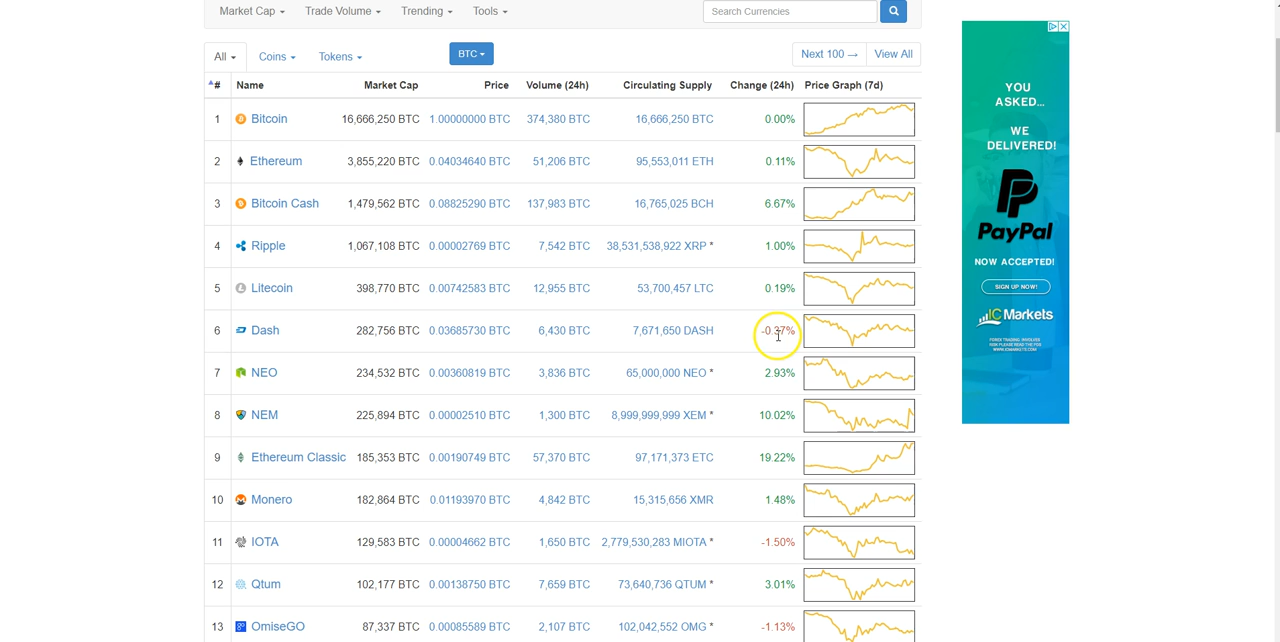 Market Cap Trade Volume Trending Tools Search Currencies
All Coins Tokens BTC Next 100 → View All
# Name Market Cap Price Volume (24h) Circulating Supply Change (24h) Price Graph (7d)
1 Bitcoin 16,666,250 BTC 1.00000000 BTC 374,380 BTC 16,666,250 BTC 0.00%
2 Ethereum 3,855,220 BTC 0.04034640 BTC 51,206 BTC 95,553,011 ETH 0.11%
3 Bitcoin Cash 1,479,562 BTC 0.08825290 BTC 137,983 BTC 16,765,025 BCH 6.67%
4 Ripple 1,067,108 BTC 0.00002769 BTC 7,542 BTC 38,531,538,922 XRP * 1.00%
5 Litecoin 398,770 BTC 0.00742583 BTC 12,955 BTC 53,700,457 LTC 0.19%
6 Dash 282,756 BTC 0.03685730 BTC 6,430 BTC 7,671,650 DASH -0.37%
7 NEO 234,532 BTC 0.00360819 BTC 3,836 BTC 65,000,000 NEO * 2.93%
8 NEM 225,894 BTC 0.00002510 BTC 1,300 BTC 8,999,999,999 XEM * 10.02%
9 Ethereum Classic 185,353 BTC 0.00190749 BTC 57,370 BTC 97,171,373 ETC 19.22%
10 Monero 182,864 BTC 0.01193970 BTC 4,842 BTC 15,315,656 XMR 1.48%
11 IOTA 129,583 BTC 0.00004662 BTC 1,650 BTC 2,779,530,283 MIOTA * -1.50%
12 Qtum 102,177 BTC 0.00138750 BTC 7,659 BTC 73,640,736 QTUM * 3.01%
13 OmiseGO 87,337 BTC 0.00085589 BTC 2,107 BTC 102,042,552 OMG * -1.13%
YOU
ASKED...
WE
DELIVERED!
PayPal
NOW ACCEPTED!
SIGN UP NOW!
IC Markets
FOREX TRADING INVOLVES
RISK PLEASE READ THE PDS
WWW.ICMARKETS.COM